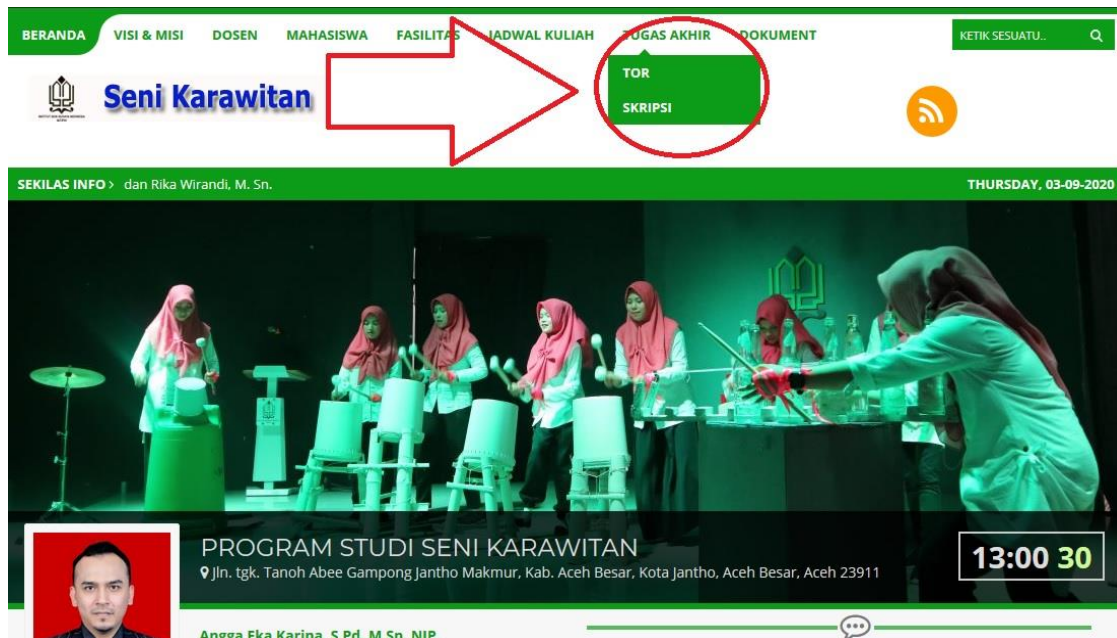 BERANDA VISI & MISI DOSEN MAHASISWA FASILITAS JADWAL KULIAH TUGAS AKHIR DOKUMENT KETIK SESUATU..
TOR
SKRIPSI
Seni Karawitan
SEKILAS INFO > dan Rika Wirandi, M. Sn. THURSDAY, 03-09-2020
PROGRAM STUDI SENI KARAWITAN
Jln. tgk. Tanoh Abee Gampong Jantho Makmur, Kab. Aceh Besar, Kota Jantho, Aceh Besar, Aceh 23911
13:00 30
Angga Eka Karina, S.Pd, M.Sn. NIP